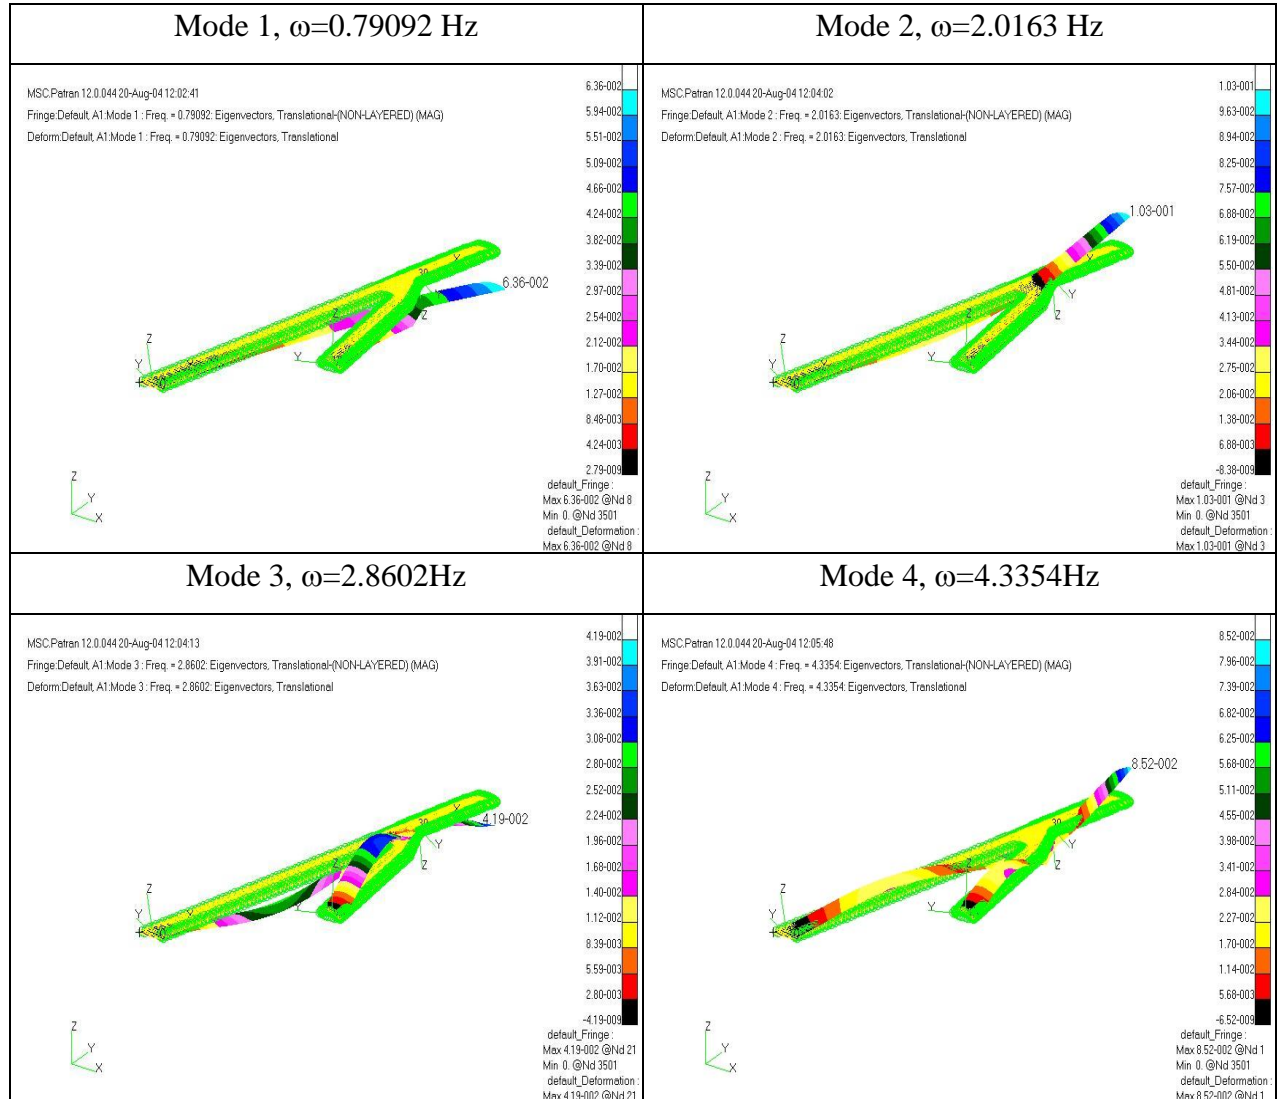 Mode 1, ω=0.79092 Hz
MSC.Patran 12.0.044 20-Aug-04 12:02:41
Fringe:Default, A1:Mode 1 : Freq. = 0.79092: Eigenvectors, Translational-(NON-LAYERED) (MAG)
Deform:Default, A1:Mode 1 : Freq. = 0.79092: Eigenvectors, Translational
6.36-002
5.94-002
5.51-002
5.09-002
4.66-002
4.24-002
3.82-002
3.39-002
2.97-002
2.54-002
2.12-002
1.70-002
1.27-002
8.48-003
4.24-003
2.79-009
6.36-002
X
30
Y
Z
Z
Y
Z
Y
Z
Y
X
default_Fringe :
Max 6.36-002 @Nd 8
Min 0. @Nd 3501
default_Deformation :
Max 6.36-002 @Nd 8
Mode 2, ω=2.0163 Hz
MSC.Patran 12.0.044 20-Aug-04 12:04:02
Fringe:Default, A1:Mode 2 : Freq. = 2.0163: Eigenvectors, Translational-(NON-LAYERED) (MAG)
Deform:Default, A1:Mode 2 : Freq. = 2.0163: Eigenvectors, Translational
1.03-001
9.63-002
8.94-002
8.25-002
7.57-002
6.88-002
6.19-002
5.50-002
4.81-002
4.13-002
3.44-002
2.75-002
2.06-002
1.38-002
6.88-003
-8.38-009
1.03-001
Y
Y
Z
Z
Y
Z
Y
Z
Y
X
default_Fringe :
Max 1.03-001 @Nd 3
Min 0. @Nd 3501
default_Deformation :
Max 1.03-001 @Nd 3
Mode 3, ω=2.8602Hz
MSC.Patran 12.0.044 20-Aug-04 12:04:13
Fringe:Default, A1:Mode 3 : Freq. = 2.8602: Eigenvectors, Translational-(NON-LAYERED) (MAG)
Deform:Default, A1:Mode 3 : Freq. = 2.8602: Eigenvectors, Translational
4.19-002
3.91-002
3.63-002
3.36-002
3.08-002
2.80-002
2.52-002
2.24-002
1.96-002
1.68-002
1.40-002
1.12-002
8.39-003
5.59-003
2.80-003
-4.19-009
4.19-002
X
30
Y
Z
Z
Y
Z
Y
Z
Y
X
default_Fringe :
Max 4.19-002 @Nd 21
Min 0. @Nd 3501
default_Deformation :
Max 4.19-002 @Nd 21
Mode 4, ω=4.3354Hz
MSC.Patran 12.0.044 20-Aug-04 12:05:48
Fringe:Default, A1:Mode 4 : Freq. = 4.3354: Eigenvectors, Translational-(NON-LAYERED) (MAG)
Deform:Default, A1:Mode 4 : Freq. = 4.3354: Eigenvectors, Translational
8.52-002
7.96-002
7.39-002
6.82-002
6.25-002
5.68-002
5.11-002
4.55-002
3.98-002
3.41-002
2.84-002
2.27-002
1.70-002
1.14-002
5.68-003
-6.52-009
8.52-002
30
Y
Z
Z
Y
Z
Y
Z
Y
X
default_Fringe :
Max 8.52-002 @Nd 1
Min 0. @Nd 3501
default_Deformation :
Max 8.52-002 @Nd 1